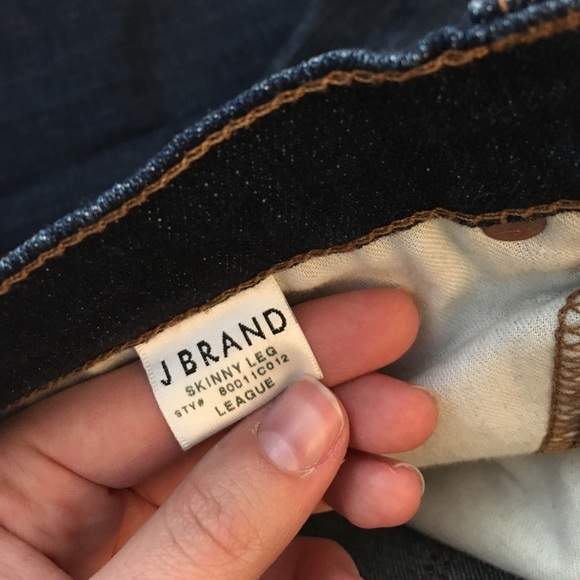 J BRAND
SKINNY LEG
STY# 8001IC012
LEAGUE